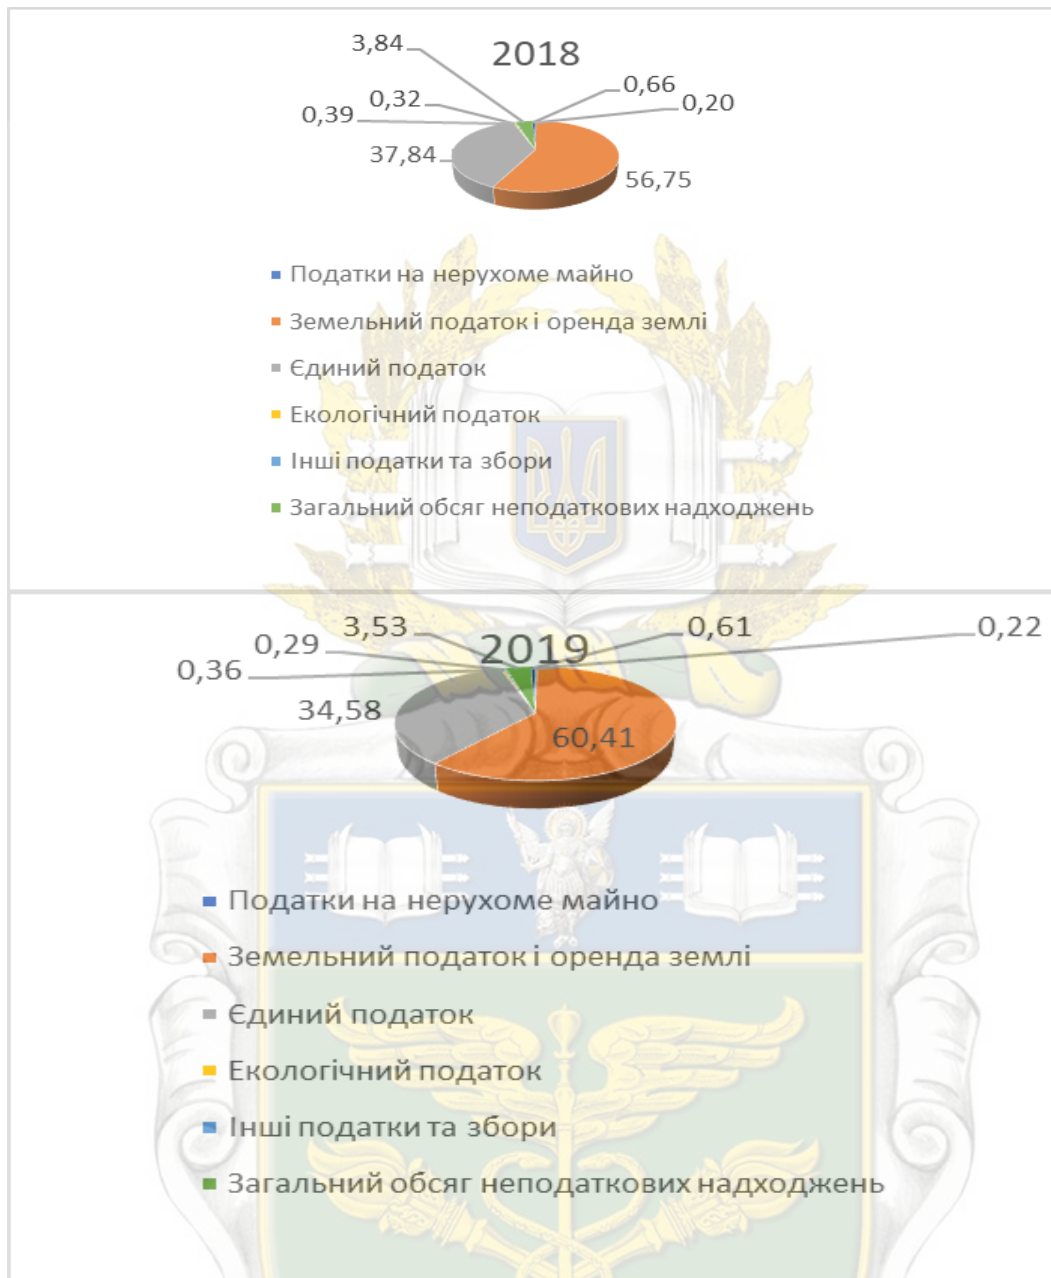 2018
3,84
0,66
0,32
0,20
0,39
37,84
56,75
Податки на нерухоме майно
Земельний податок і оренда землі
Єдиний податок
Екологічний податок
Інші податки та збори
Загальний обсяг неподаткових надходжень
2019
3,53
0,61
0,22
0,29
0,36
34,58
60,41
Податки на нерухоме майно
Земельний податок і оренда землі
Єдиний податок
Екологічний податок
Інші податки та збори
Загальний обсяг неподаткових надходжень